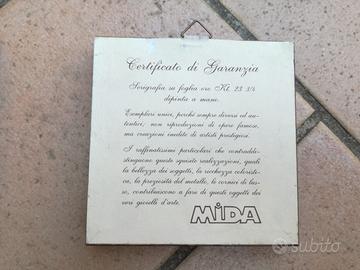 Certificato di Garanzia
Serigrafia su foglia oro Kt. 23 3/4
dipinta a mano.
Esemplari unici, perché sempre diversi ed au-
tentici, non reproduzioni di opere famose,
ma creazioni inedite di artisti prestigiosi.
I raffinatissimi particolari che contraddi-
stinguono queste squisite realizzazioni, quali
la bellezza dei soggetti, la ricchezza coloristi-
ca, la preziosità del metallo, le cornici di lus-
so, contribuiscono a fare di questi oggetti dei
veri gioielli d'arte.
MIDA
subito